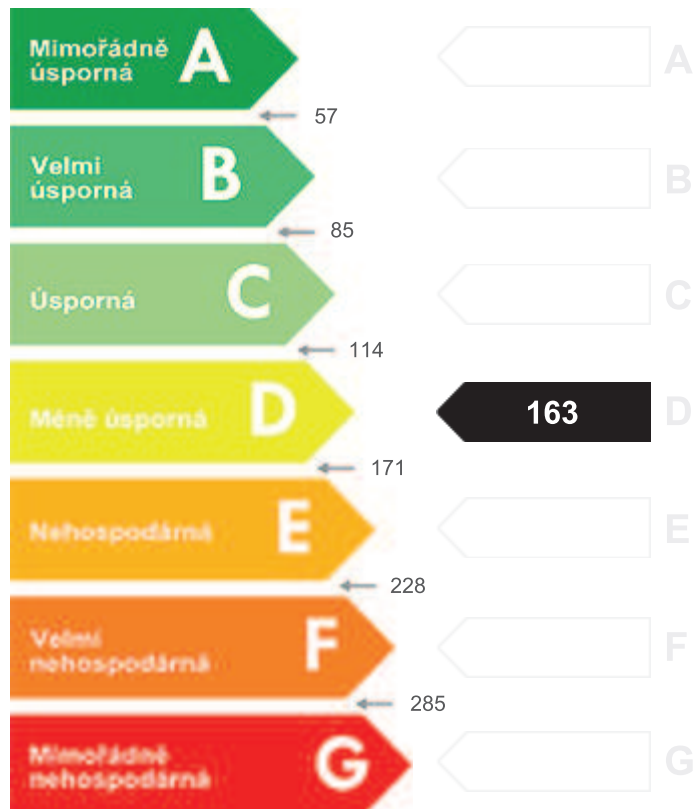 Mimořádně
úsporná
A
A
57
Velmi
úsporná
B
B
85
Úsporná
C
C
114
Méně úsporná
D
163
D
171
Nehospodárná
E
E
228
Velmi
nehospodárná
F
F
285
Mimořádně
nehospodárná
G
G